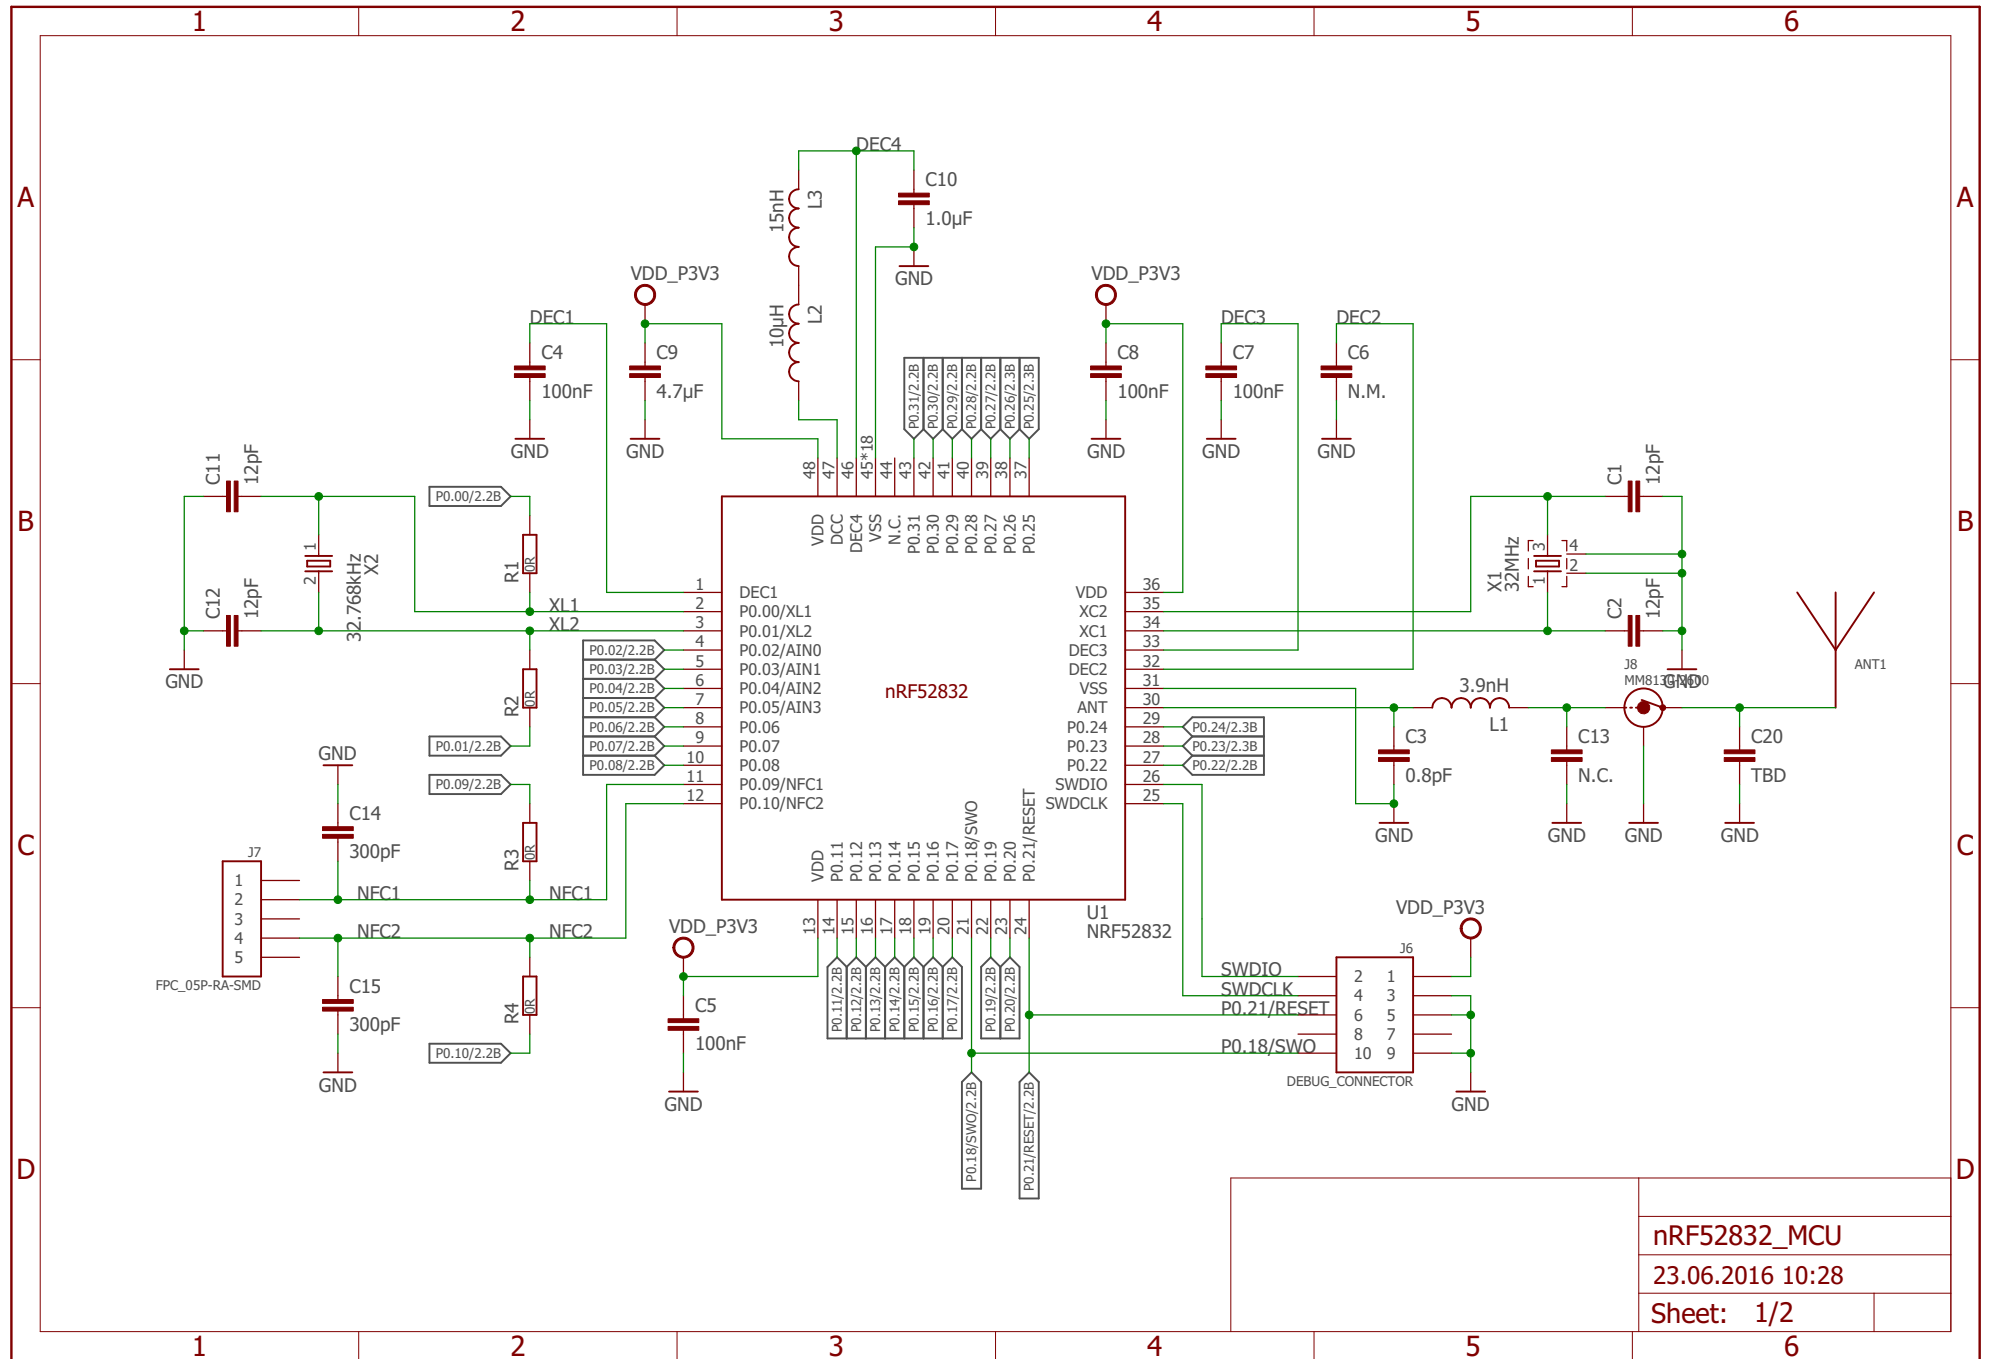 1 2 3 4 5 6
A A
B B
C C
D D
1 2 3 4 5 6
DEC4
L3
15nH
C10
1.0µF
GND
L2
10µH
VDD_P3V3
DEC1
C4
100nF
GND
C9
4.7µF
GND
VDD_P3V3
C8
100nF
GND
DEC3
C7
100nF
GND
DEC2
C6
N.M.
GND
P0.31/2.2B
P0.30/2.2B
P0.29/2.2B
P0.28/2.2B
P0.27/2.2B
P0.26/2.3B
P0.25/2.3B
48 47 46 45*18 44 43 42 41 40 39 38 37
VDD DCC DEC4 VSS N.C. P0.31 P0.30 P0.29 P0.28 P0.27 P0.26 P0.25
C11
12pF
C12
12pF
1
2
32.768kHz
X2
GND
P0.00/2.2B
R1
0R
XL1
XL2
R2
0R
P0.01/2.2B
P0.02/2.2B
P0.03/2.2B
P0.04/2.2B
P0.05/2.2B
P0.06/2.2B
P0.07/2.2B
P0.08/2.2B
1 DEC1
2 P0.00/XL1
3 P0.01/XL2
4 P0.02/AIN0
5 P0.03/AIN1
6 P0.04/AIN2
7 P0.05/AIN3
8 P0.06
9 P0.07
10 P0.08
11 P0.09/NFC1
12 P0.10/NFC2
nRF52832
VDD 36
XC2 35
XC1 34
DEC3 33
DEC2 32
VSS 31
ANT 30
P0.24 29
P0.23 28
P0.22 27
SWDIO 26
SWDCLK 25
P0.24/2.3B
P0.23/2.3B
P0.22/2.2B
VDD P0.11 P0.12 P0.13 P0.14 P0.15 P0.16 P0.17 P0.18/SWO P0.19 P0.20 P0.21/RESET
13 14 15 16 17 18 19 20 21 22 23 24
U1
NRF52832
C1
12pF
C2
12pF
X1
32MHz
3
1
4
2
GND
J8
MM8130-2600
ANT1
3.9nH
L1
C3
0.8pF
GND
C13
N.C.
GND
GND
C20
TBD
GND
GND
C14
300pF
P0.09/2.2B
R3
0R
J7
1
2
3
4
5
FPC_05P-RA-SMD
NFC1
NFC1
NFC2
NFC2
C15
300pF
GND
R4
0R
P0.10/2.2B
VDD_P3V3
C5
100nF
GND
P0.11/2.2B
P0.12/2.2B
P0.13/2.2B
P0.14/2.2B
P0.15/2.2B
P0.16/2.2B
P0.17/2.2B
P0.19/2.2B
P0.20/2.2B
P0.18/SWO/2.2B
P0.21/RESET/2.2B
VDD_P3V3
J6
SWDIO
SWDCLK
P0.21/RESET
P0.18/SWO
2 1
4 3
6 5
8 7
10 9
DEBUG_CONNECTOR
GND
nRF52832_MCU
23.06.2016 10:28
Sheet: 1/2